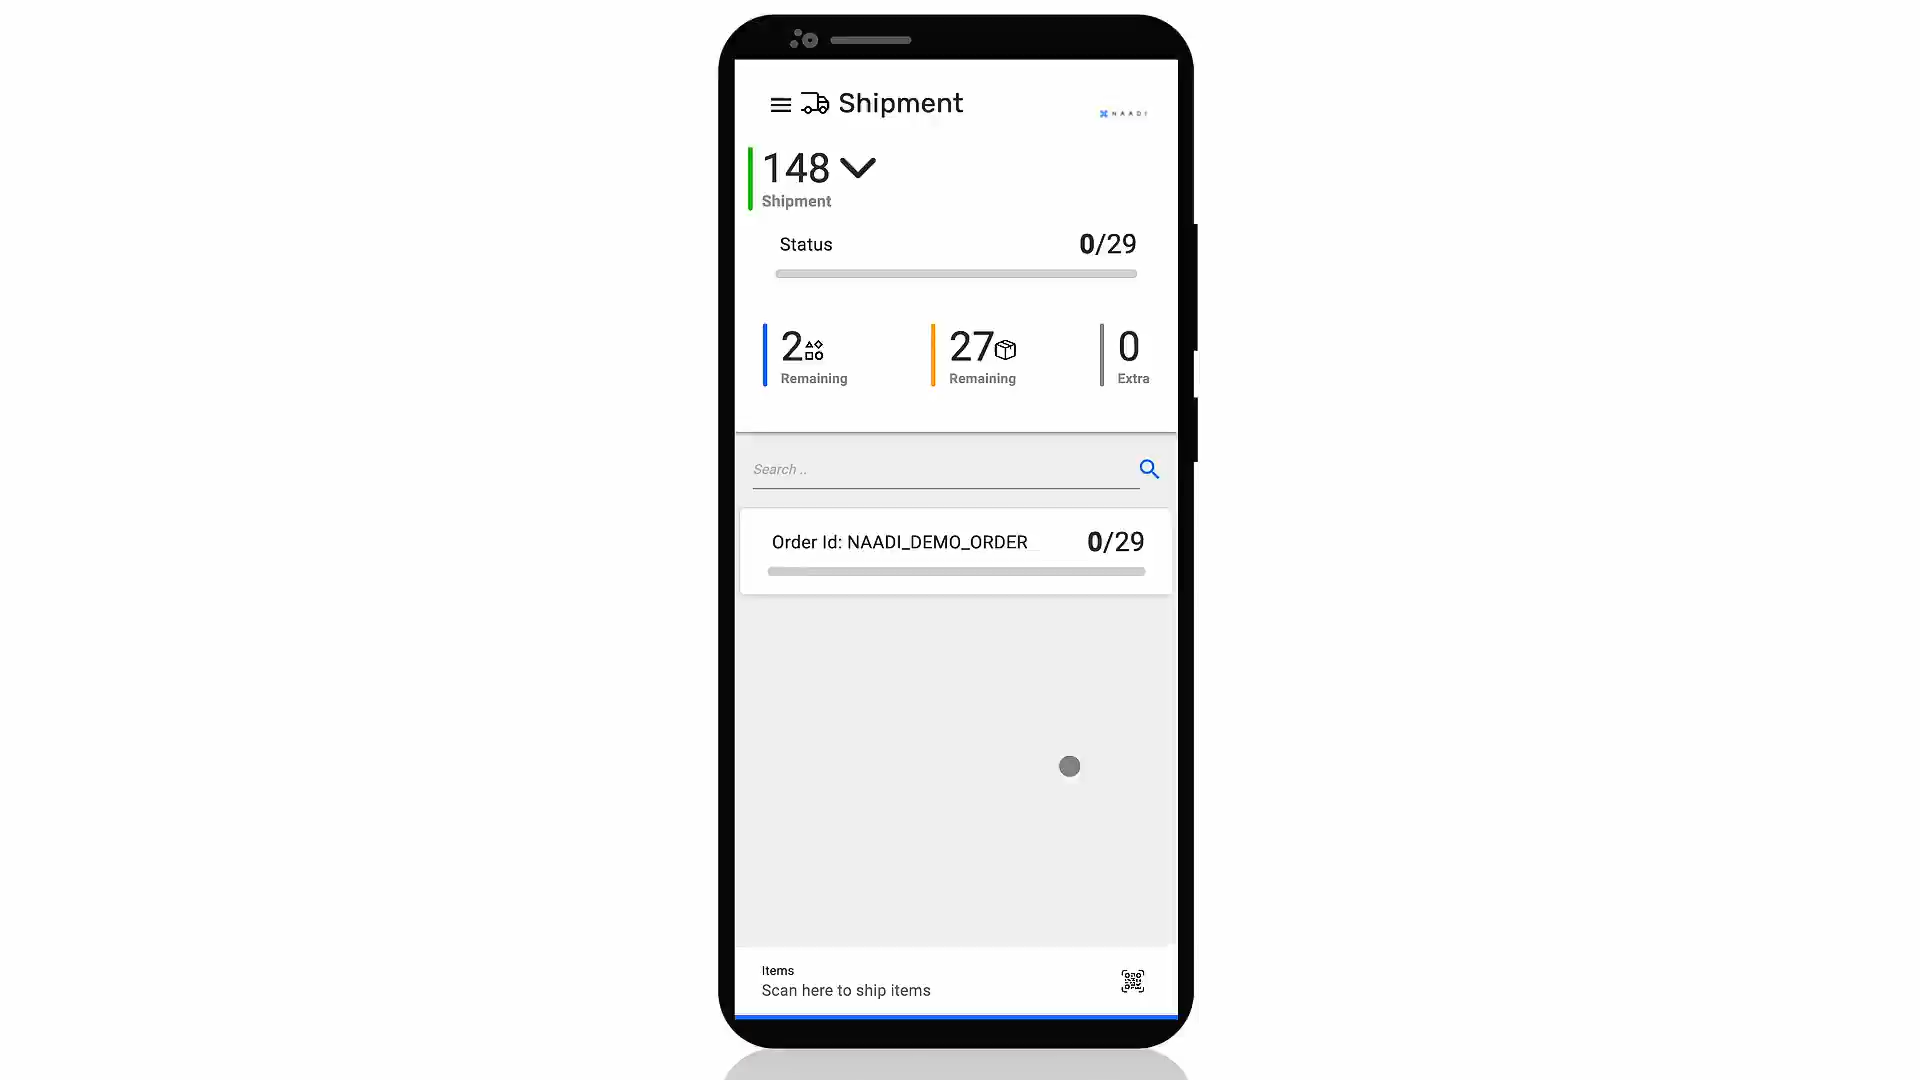 Shipment
NAADI
148
Shipment
Status 0/29
2 27 0
Remaining Remaining Extra
Search ..
Order Id: NAADI_DEMO_ORDER 0/29
Items
Scan here to ship items